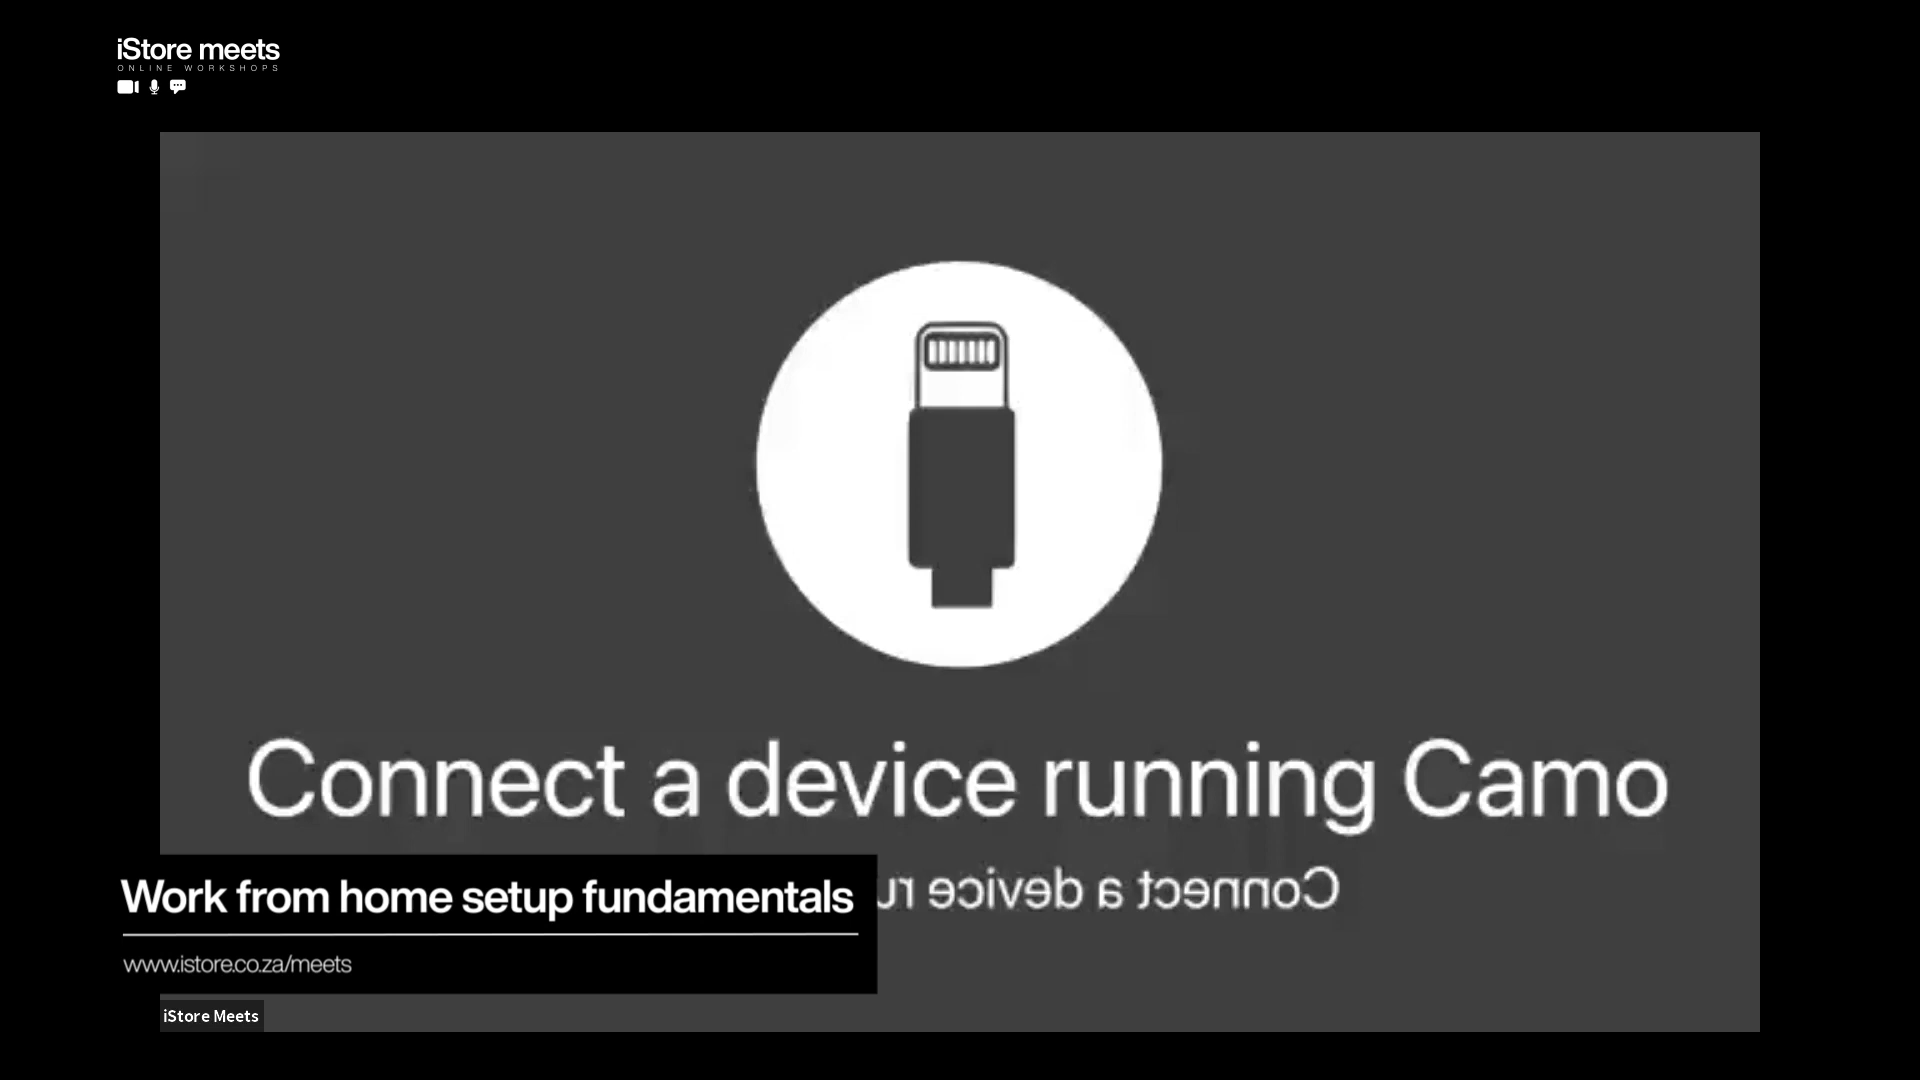 iStore meets
ONLINE WORKSHOPS
Connect a device running Camo
Connect a device ru
Work from home setup fundamentals
www.istore.co.za/meets
iStore Meets